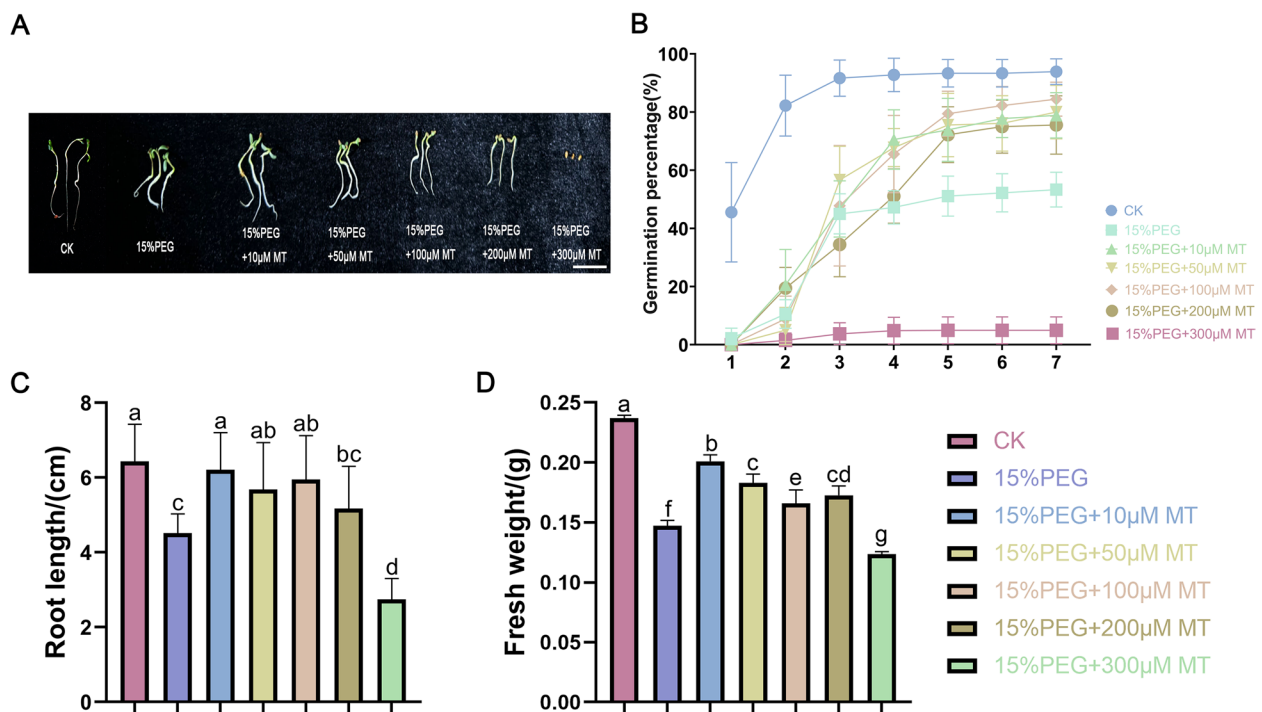 A
CK
15%PEG
15%PEG
+10μM MT
15%PEG
+50μM MT
15%PEG
+100μM MT
15%PEG
+200μM MT
15%PEG
+300μM MT
B
Germination percentage(%)
100
80
60
40
20
0
1 2 3 4 5 6 7
CK
15%PEG
15%PEG+10μM MT
15%PEG+50μM MT
15%PEG+100μM MT
15%PEG+200μM MT
15%PEG+300μM MT
C
Root length/(cm)
8
6
4
2
0
a c a ab ab bc d
D
Fresh weight/(g)
0.25
0.20
0.15
0.10
0.05
0.00
a f b c e cd g
CK
15%PEG
15%PEG+10μM MT
15%PEG+50μM MT
15%PEG+100μM MT
15%PEG+200μM MT
15%PEG+300μM MT